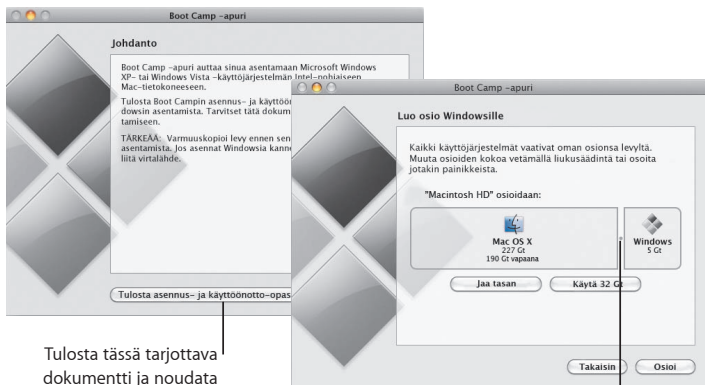 Boot Camp -apuri
Johdanto
Boot Camp -apuri auttaa sinua asentamaan Microsoft Windows
XP- tai Windows Vista -käyttöjärjestelmän Intel-pohjaiseen
Mac-tietokoneeseen.
Tulosta Boot Campin asennus- ja
dowsin asentamista. Tarvitset tätä
tamiseen.
TÄRKEÄÄ: Varmuuskopioi levy ennen
asentamista. Jos asennat Windowsia
liitä virtalähde.
Tulosta asennus- ja käyttöönotto-opas
Tulosta tässä tarjottava
dokumentti ja noudata
Boot Camp -apuri
Luo osio Windowsille
Kaikki käyttöjärjestelmät vaativat oman osionsa levyltä.
Muuta osioiden kokoa vetämällä liukusäädintä tai osoita
jotakin painikkeista.
"Macintosh HD" osioidaan:
Mac OS X
227 Gt
190 Gt vapaana
Windows
5 Gt
Jaa tasan
Käytä 32 Gt
Takaisin
Osioi